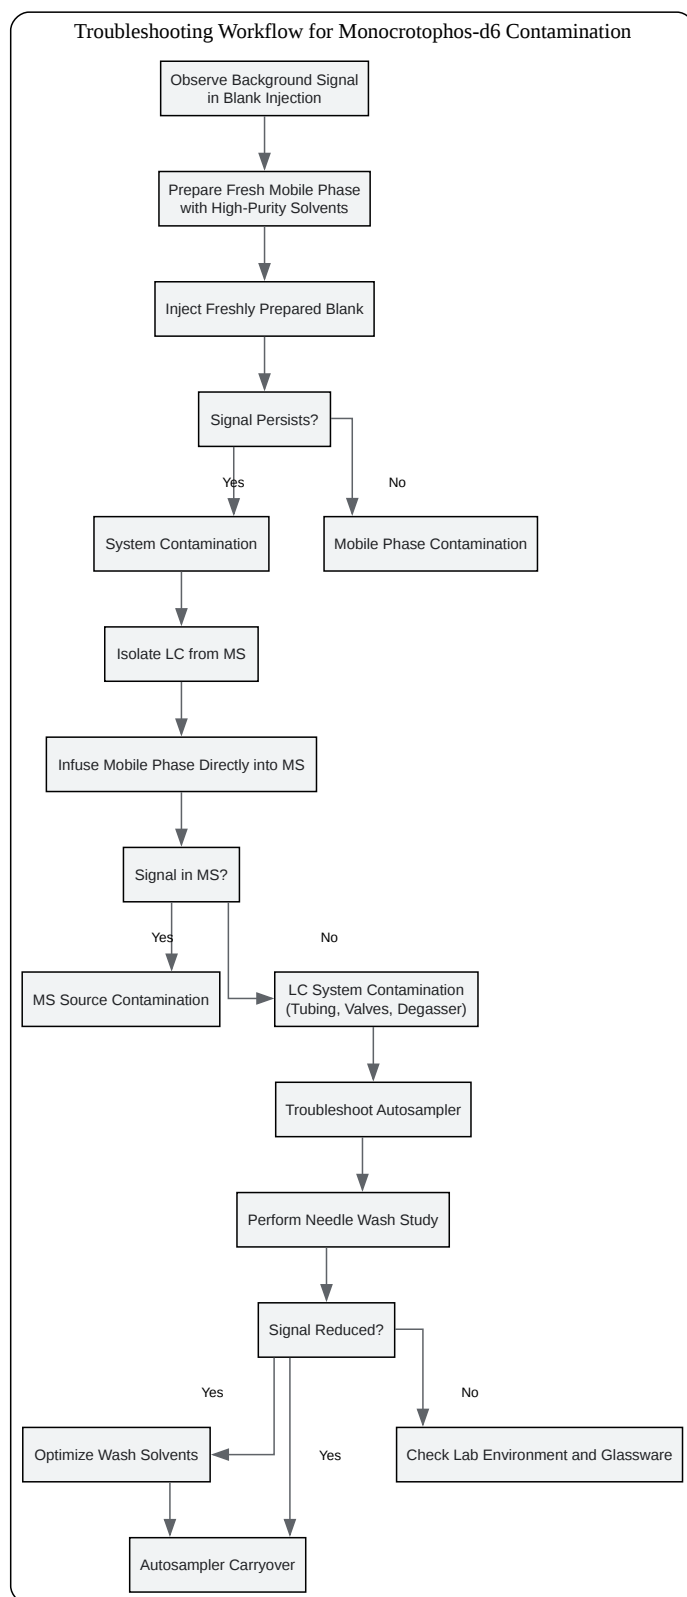 Troubleshooting Workflow for Monocrotophos-d6 Contamination
Observe Background Signal
in Blank Injection
Prepare Fresh Mobile Phase
with High-Purity Solvents
Inject Freshly Prepared Blank
Signal Persists?
Yes
No
System Contamination
Mobile Phase Contamination
Isolate LC from MS
Infuse Mobile Phase Directly into MS
Signal in MS?
Yes
No
MS Source Contamination
LC System Contamination
(Tubing, Valves, Degasser)
Troubleshoot Autosampler
Perform Needle Wash Study
Signal Reduced?
Yes
No
Optimize Wash Solvents
Yes
Check Lab Environment and Glassware
Autosampler Carryover